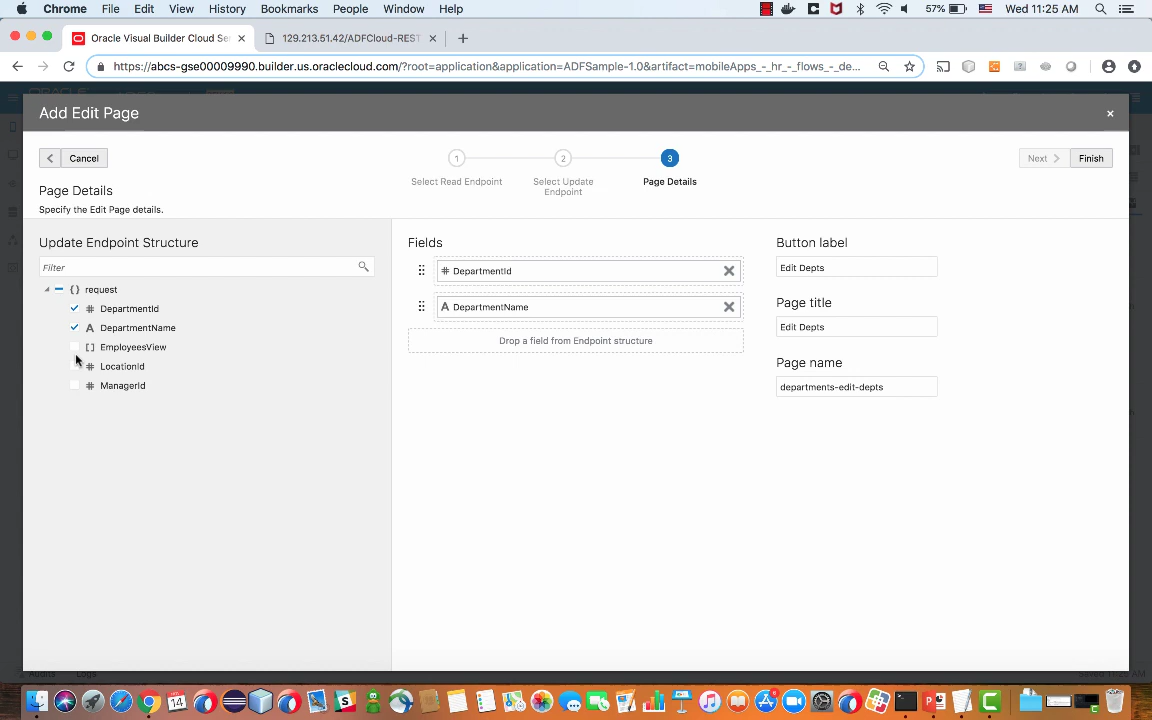 Chrome File Edit View History Bookmarks People Window Help 57% Wed 11:25 AM
Oracle Visual Builder Cloud Se 129.213.51.42/ADFCloud-REST
https://abcs-gse00009990.builder.us.oraclecloud.com/?root=application&application=ADFSample-1.0&artifact=mobileApps_-_hr_-_flows_-_de...
Add Edit Page
Cancel
1 2 3
Next Finish
Select Read Endpoint
Select Update
Endpoint
Page Details
Page Details
Specify the Edit Page details.
Update Endpoint Structure
Filter
{} request
# DepartmentId
A DepartmentName
[] EmployeesView
# LocationId
# ManagerId
Fields
# DepartmentId
A DepartmentName
Drop a field from Endpoint structure
Button label
Edit Depts
Page title
Edit Depts
Page name
departments-edit-depts
Audits Logs
14